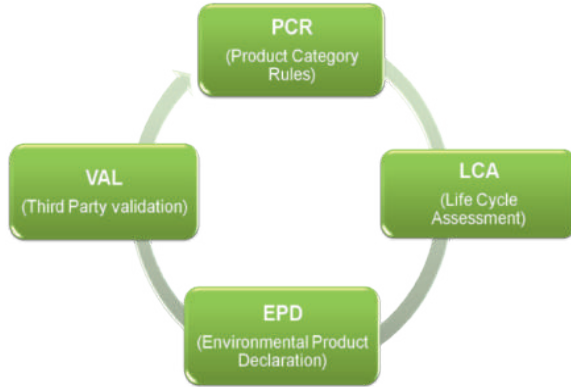 PCR
(Product Category
Rules)
LCA
(Life Cycle
Assessment)
EPD
(Environmental Product
Declaration)
VAL
(Third Party validation)